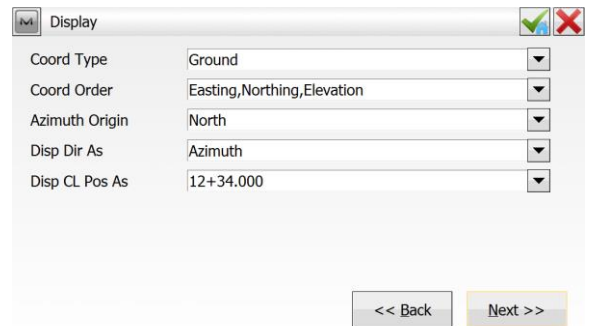 Display
Coord Type Ground
Coord Order Easting,Northing,Elevation
Azimuth Origin North
Disp Dir As Azimuth
Disp CL Pos As 12+34.000
<< Back Next >>